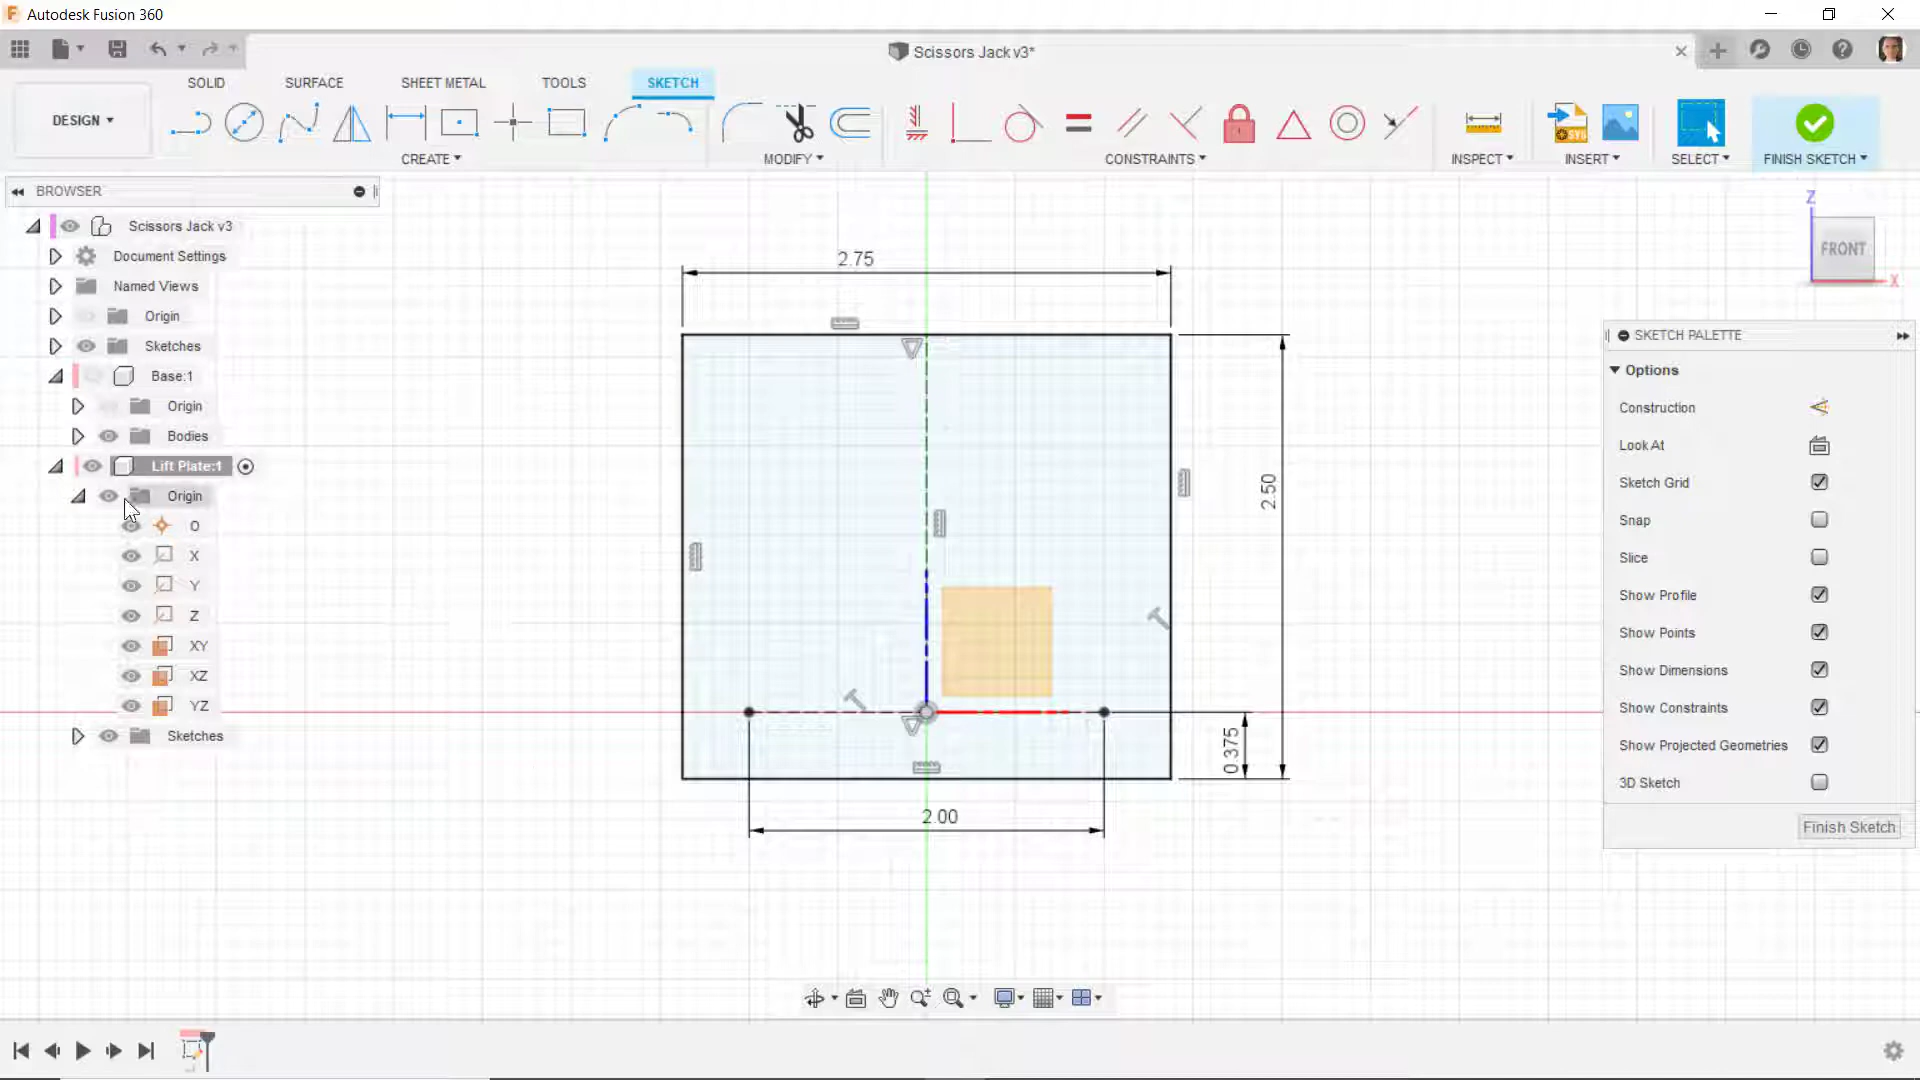 Autodesk Fusion 360
Scissors Jack v3*
SOLID SURFACE SHEET METAL TOOLS SKETCH
DESIGN
CREATE MODIFY CONSTRAINTS INSPECT INSERT SELECT FINISH SKETCH
BROWSER
Scissors Jack v3
Document Settings
Named Views
Origin
Sketches
Base:1
Origin
Bodies
Lift Plate:1
Origin
O
X
Y
Z
XY
XZ
YZ
Sketches
2.75
2.50
0.375
2.00
Z
FRONT
X
SKETCH PALETTE
Options
Construction
Look At
Sketch Grid
Snap
Slice
Show Profile
Show Points
Show Dimensions
Show Constraints
Show Projected Geometries
3D Sketch
Finish Sketch